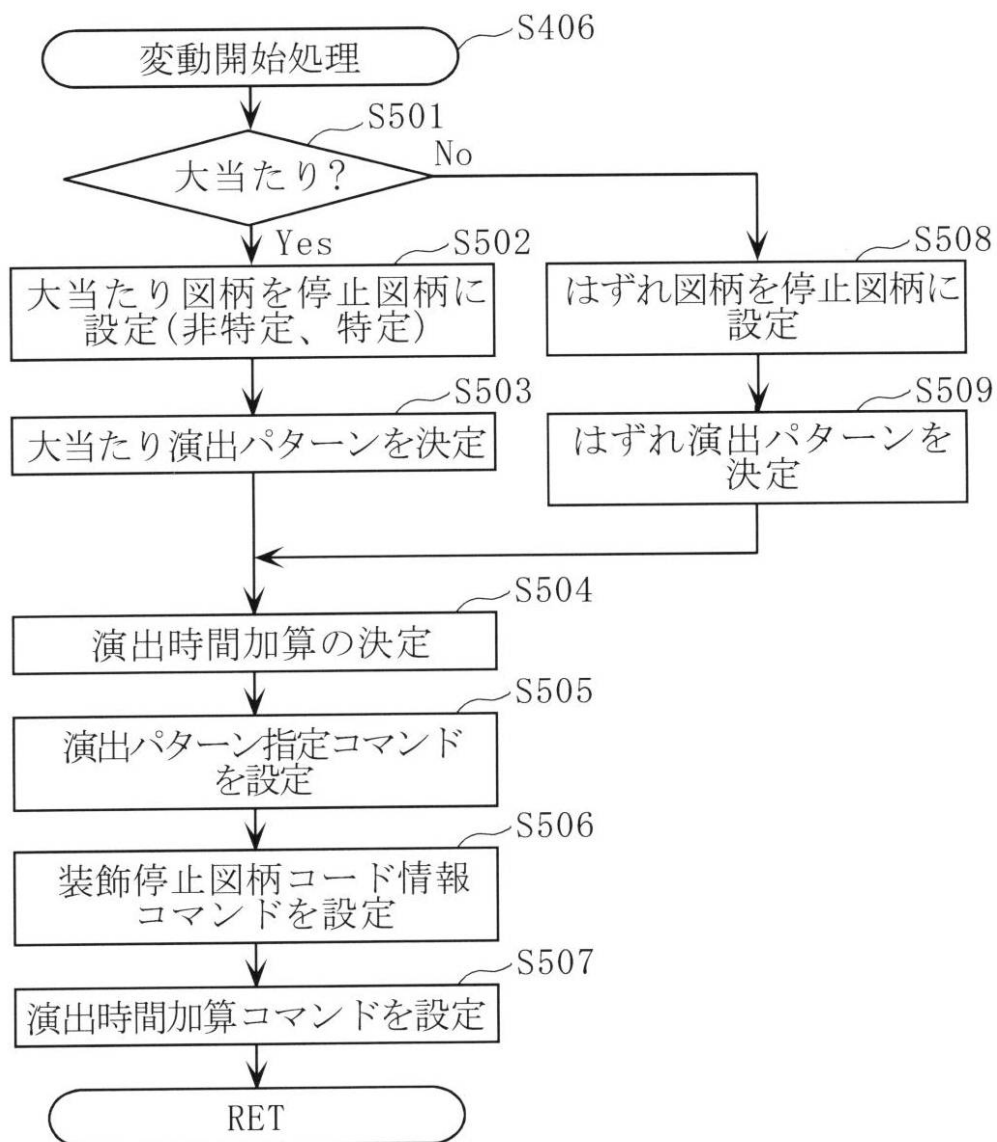 変動開始処理
S406
S501
大当たり?
No
Yes
S502
大当たり図柄を停止図柄に
設定(非特定、特定)
S503
大当たり演出パターンを決定
S508
はずれ図柄を停止図柄に
設定
S509
はずれ演出パターンを
決定
S504
演出時間加算の決定
S505
演出パターン指定コマンド
を設定
S506
装飾停止図柄コード情報
コマンドを設定
S507
演出時間加算コマンドを設定
RET